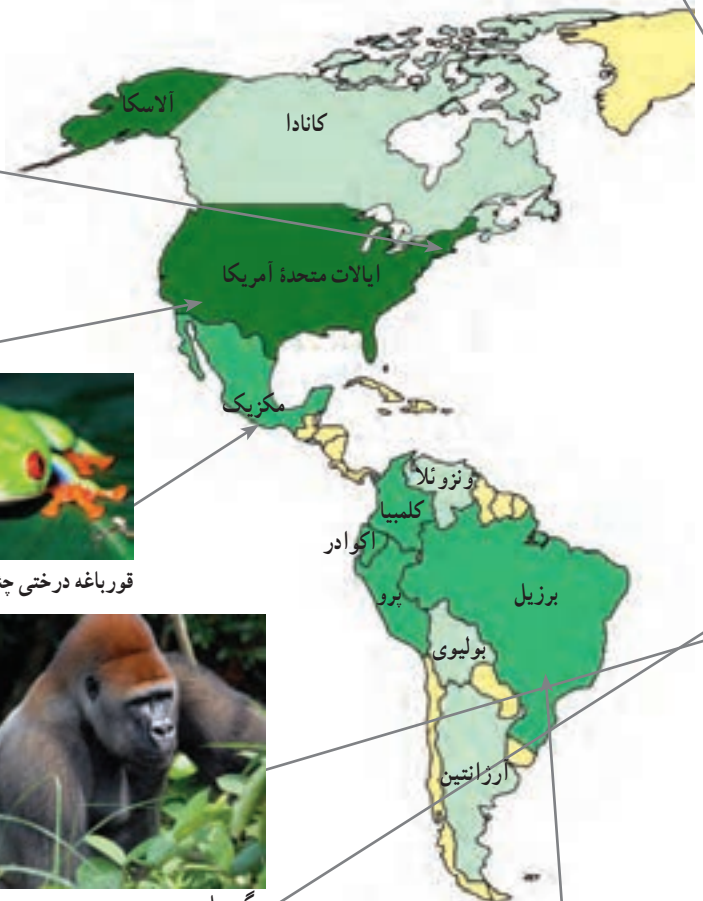 آلاسکا
کانادا
ایالات متحدهٔ آمریکا
مکزیک
ونزوئلا
کلمبیا
اکوادر
پرو
برزیل
بولیوی
آرژانتین
قورباغه درختی